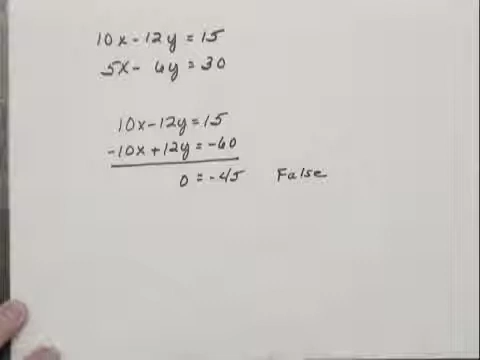 10x - 12y = 15
5x - 6y = 30
10x - 12y = 15
-10x + 12y = -60
0 = -45 False